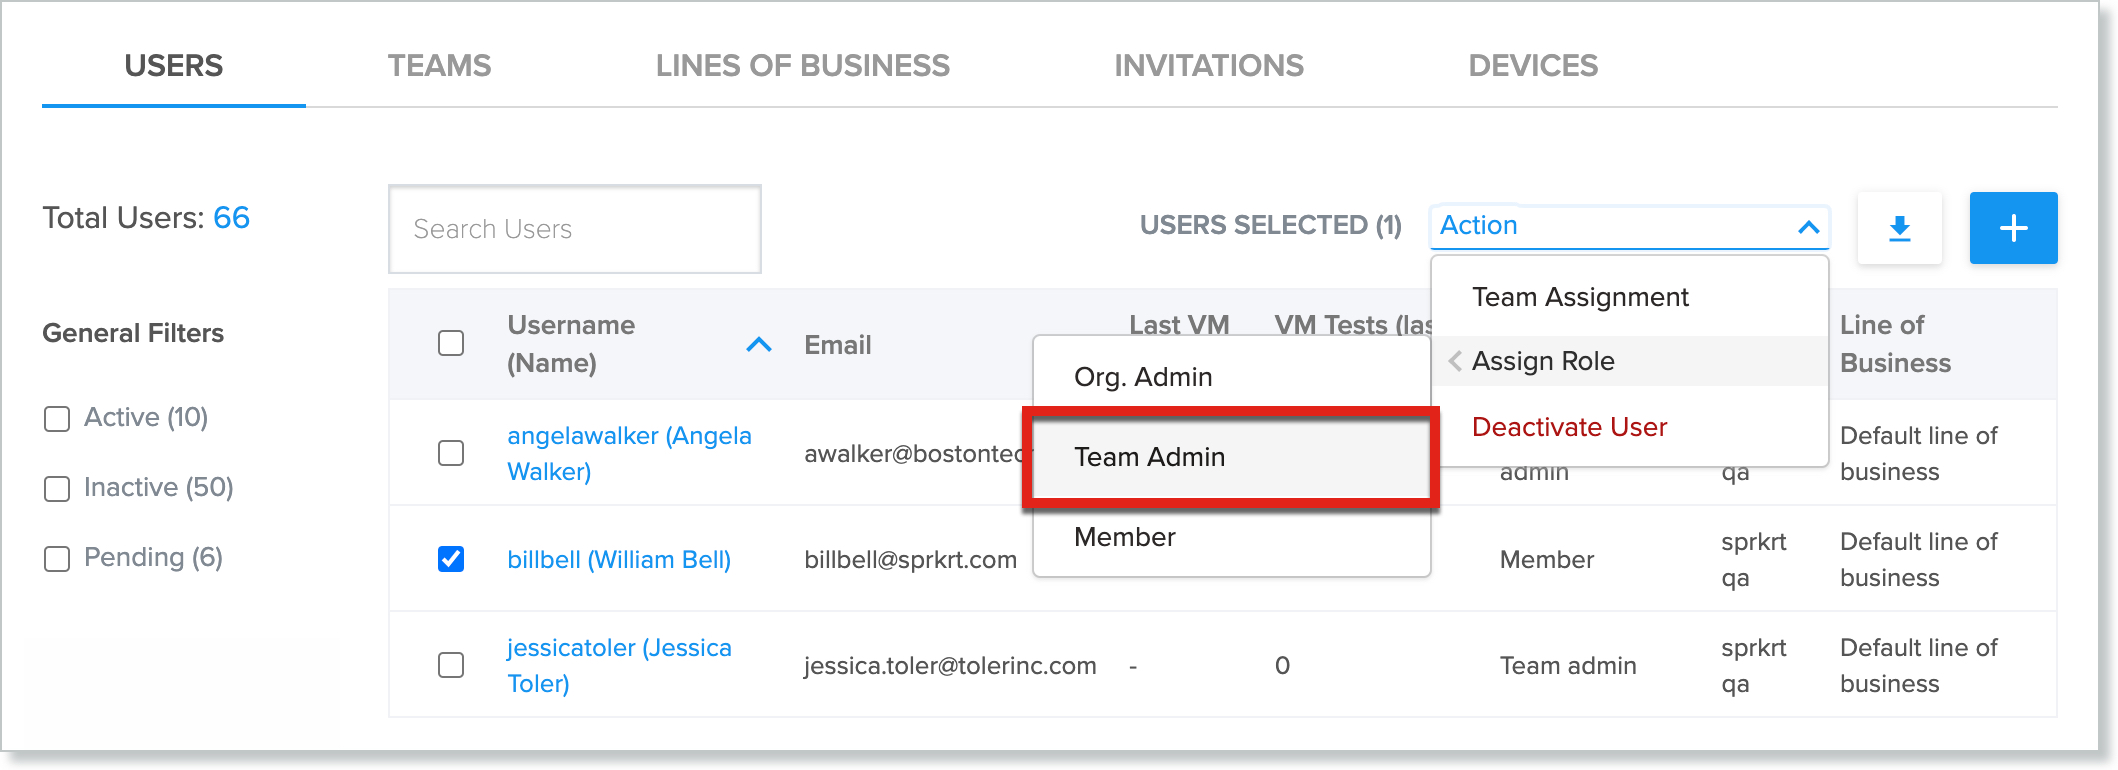 USERS TEAMS LINES OF BUSINESS INVITATIONS DEVICES
Total Users: 66
Search Users
USERS SELECTED (1)
Action
Team Assignment
Assign Role
Deactivate User
Org. Admin
Team Admin
Member
General Filters
Active (10)
Inactive (50)
Pending (6)
Username
(Name)
Email
Last VM
VM Tests (las
Line of
Business
angelawalker (Angela
Walker)
awalker@bostontec
admin
qa
Default line of
business
billbell (William Bell)
billbell@sprkrt.com
Member
sprkrt
qa
Default line of
business
jessicatoler (Jessica
Toler)
jessica.toler@tolerinc.com
-
0
Team admin
sprkrt
qa
Default line of
business